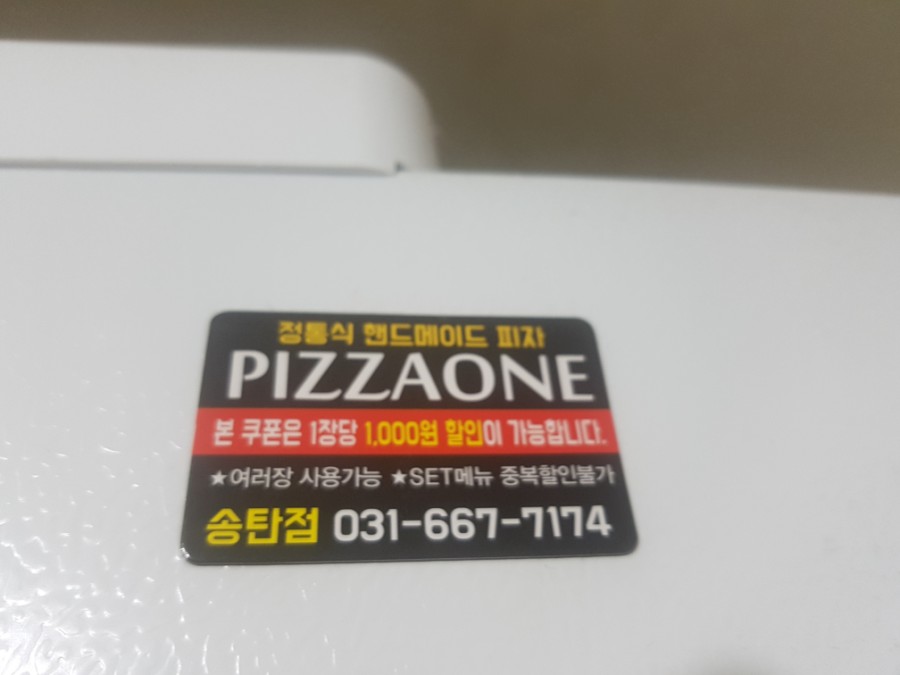 정통식 핸드메이드 피자
PIZZAONE
본 쿠폰은 1장당 1,000원 할인이 가능합니다.
★여러장 사용가능 ★SET메뉴 중복할인불가
송탄점 031-667-7174